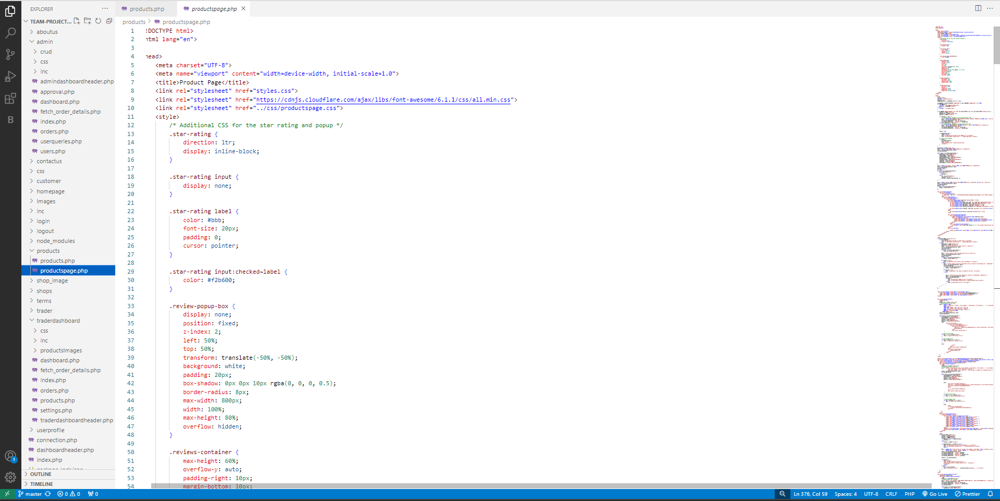 EXPLORER
TEAM-PROJECT...
aboutus
admin
crud
css
inc
admindashboardheader.php
approval.php
dashboard.php
fetch_order_details.php
index.php
orders.php
userqueries.php
users.php
contactus
css
customer
homepage
Images
inc
login
logout
node_modules
products
products.php
productspage.php
shop_image
shops
terms
trader
traderdashboard
css
inc
productsImages
dashboard.php
fetch_order_details.php
index.php
orders.php
products.php
settings.php
traderdashboardheader.php
userprofile
connection.php
dashboardheader.php
index.php
OUTLINE
TIMELINE
products.php
productspage.php
products > productspage.php
1 !DOCTYPE html>
2 html lang="en">
3
4 head>
5 <meta charset="UTF-8">
6 <meta name="viewport" content="width=device-width, initial-scale=1.0">
7 <title>Product Page</title>
8 <link rel="stylesheet" href="styles.css">
9 <link rel="stylesheet" href="https://cdnjs.cloudflare.com/ajax/libs/font-awesome/6.1.1/css/all.min.css">
10 <link rel="stylesheet" href="../css/productspage.css">
11 <style>
12 /* Additional CSS for the star rating and popup */
13 .star-rating {
14 direction: ltr;
15 display: inline-block;
16 }
17
18 .star-rating input {
19 display: none;
20 }
21
22 .star-rating label {
23 color: #bbb;
24 font-size: 20px;
25 padding: 0;
26 cursor: pointer;
27 }
28
29 .star-rating input:checked~label {
30 color: #f2b600;
31 }
32
33 .review-popup-box {
34 display: none;
35 position: fixed;
36 z-index: 2;
37 left: 50%;
38 top: 50%;
39 transform: translate(-50%, -50%);
40 background: white;
41 padding: 20px;
42 box-shadow: 0px 0px 10px rgba(0, 0, 0, 0.5);
43 border-radius: 8px;
44 max-width: 800px;
45 width: 100%;
46 max-height: 80%;
47 overflow: hidden;
48 }
49
50 .reviews-container {
51 max-height: 60%;
52 overflow-y: auto;
53 padding-right: 10px;
54 margin-bottom: 10px;
B
1
master 0 0 0
Ln 376, Col 59 Spaces: 4 UTF-8 CRLF PHP Go Live Prettier